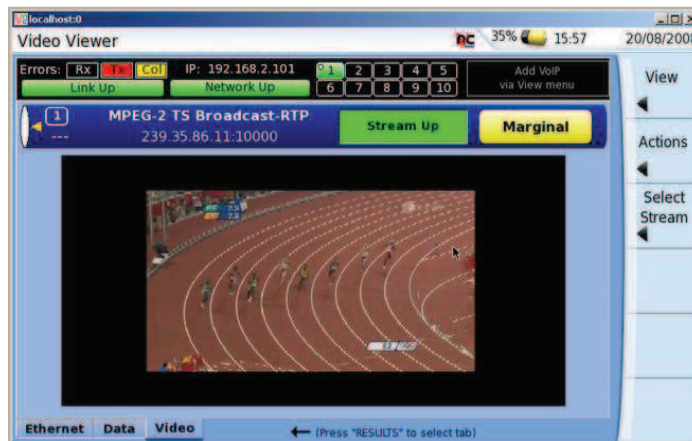 localhost:0
Video Viewer
AC 35% 15:57 20/08/2008
Errors: Rx Tx Col IP: 192.168.2.101
Link Up Network Up
1 2 3 4 5
6 7 8 9 10
Add VoIP
via View menu
1 MPEG-2 TS Broadcast-RTP
--- 239.35.86.11:10000
Stream Up
Marginal
View
Actions
Select
Stream
Ethernet Data Video
(Press "RESULTS" to select tab)